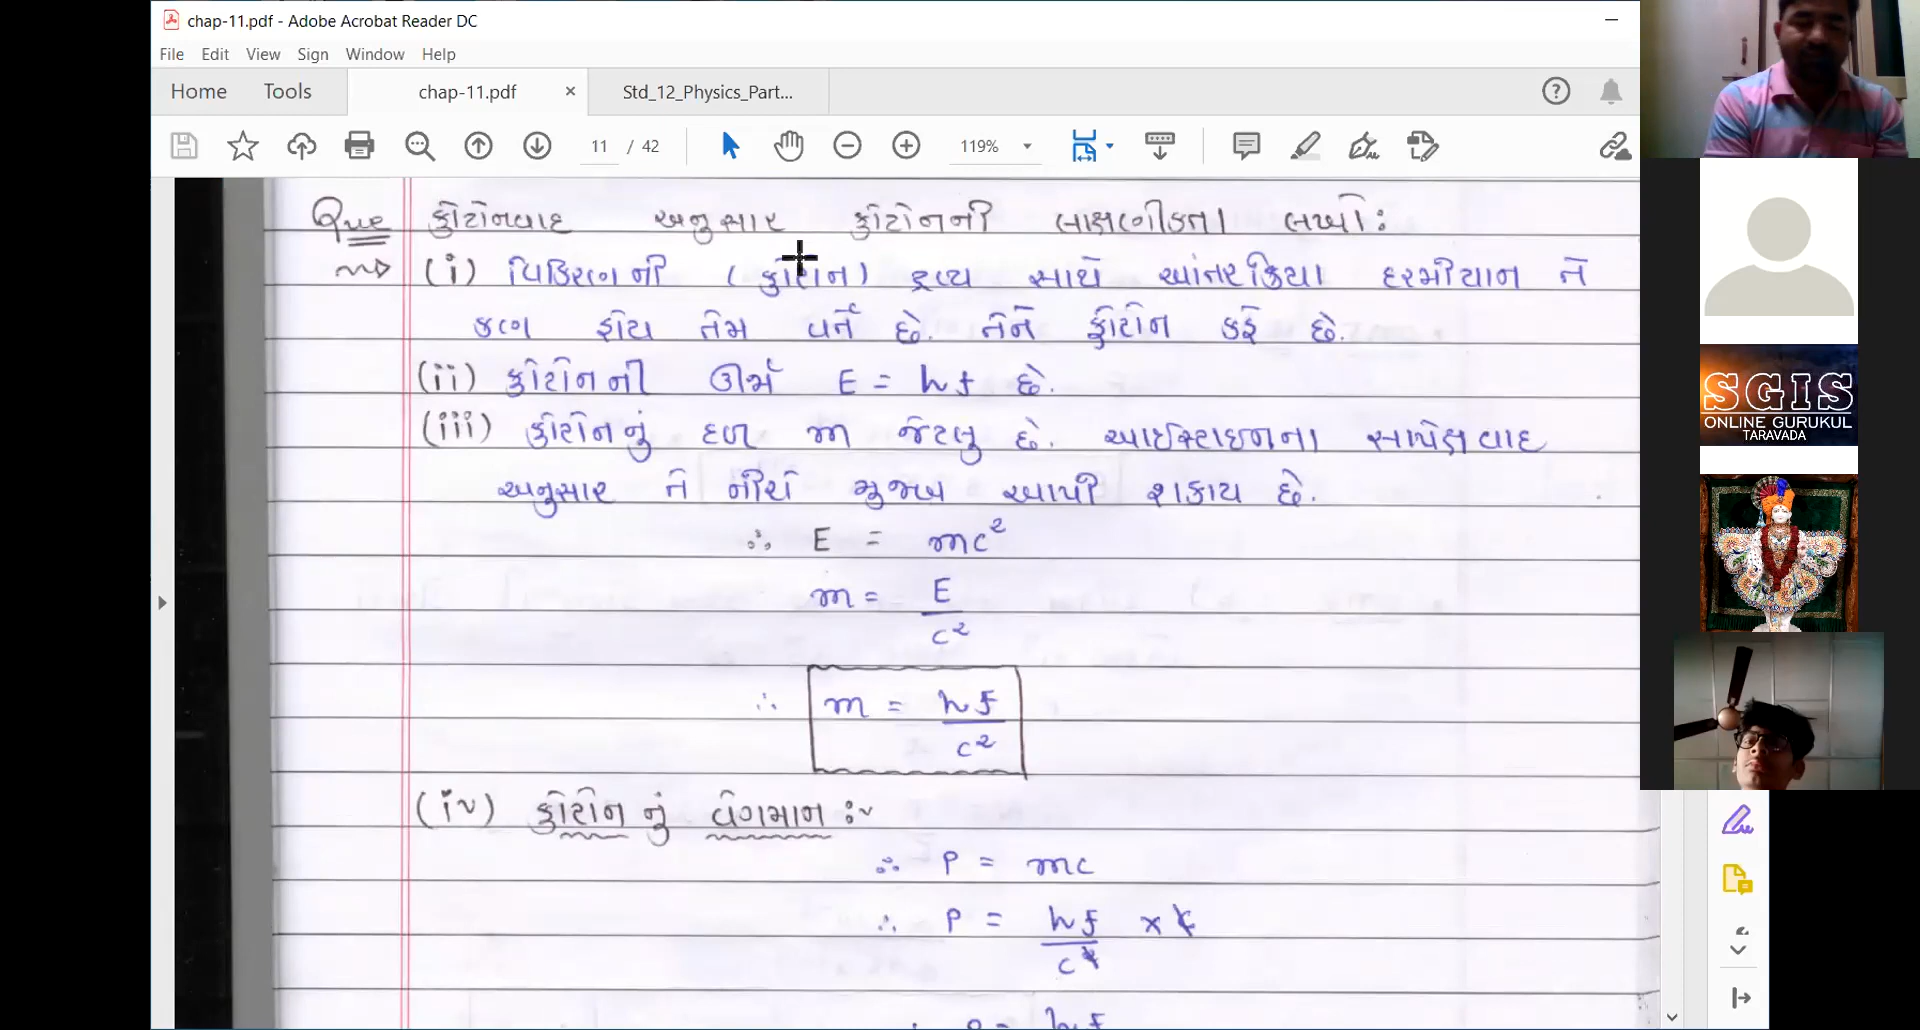 chap-11.pdf - Adobe Acrobat Reader DC
File Edit View Sign Window Help
Home Tools chap-11.pdf × Std_12_Physics_Part...
11 / 42 119%
Que ફોટોનવાદ અનુસાર ફોટોનની લાક્ષણીકતા લખો:
(i) વિકિરણની (ફોટોન) દ્રવ્ય સાથે આંતરક્રિયા દરમીયાન તે
કણ હોય તેમ વર્તે છે. તેને ફોટોન કહે છે.
(ii) ફોટોનની ઊર્જા E = hf છે.
(iii) ફોટોનનું દળ m જેટલુ છે. આઈન્સ્ટાઇનના સાપેક્ષવાદ
અનુસાર તે નીચે મુજબ આપી શકાય છે.
∴ E = mc²
m = E
c²
∴ m = hf
c²
(iv) ફોટોનનું વેગમાન :~
∴ P = mc
∴ P = hf × c
c²
∴ P = hf
SGIS
ONLINE GURUKUL
TARAVADA